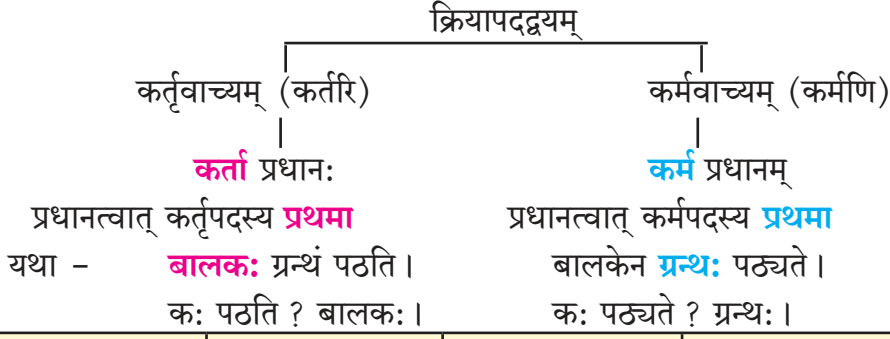 क्रियापदद्वयम्
कर्तृवाच्यम् (कर्तरि) कर्मवाच्यम् (कर्मणि)
कर्ता प्रधान: कर्म प्रधानम्
प्रधानत्वात् कर्तृपदस्य प्रथमा प्रधानत्वात् कर्मपदस्य प्रथमा
यथा – बालक: ग्रन्थं पठति। बालकेन ग्रन्थ: पठ्यते।
क: पठति ? बालक:। क: पठ्यते ? ग्रन्थ:।